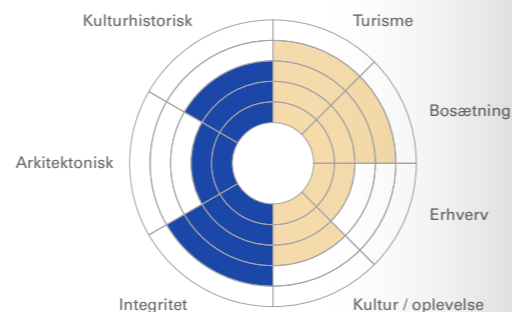 Kulturhistorisk
Turisme
Bosætning
Arkitektonisk
Erhverv
Integritet
Kultur / oplevelse